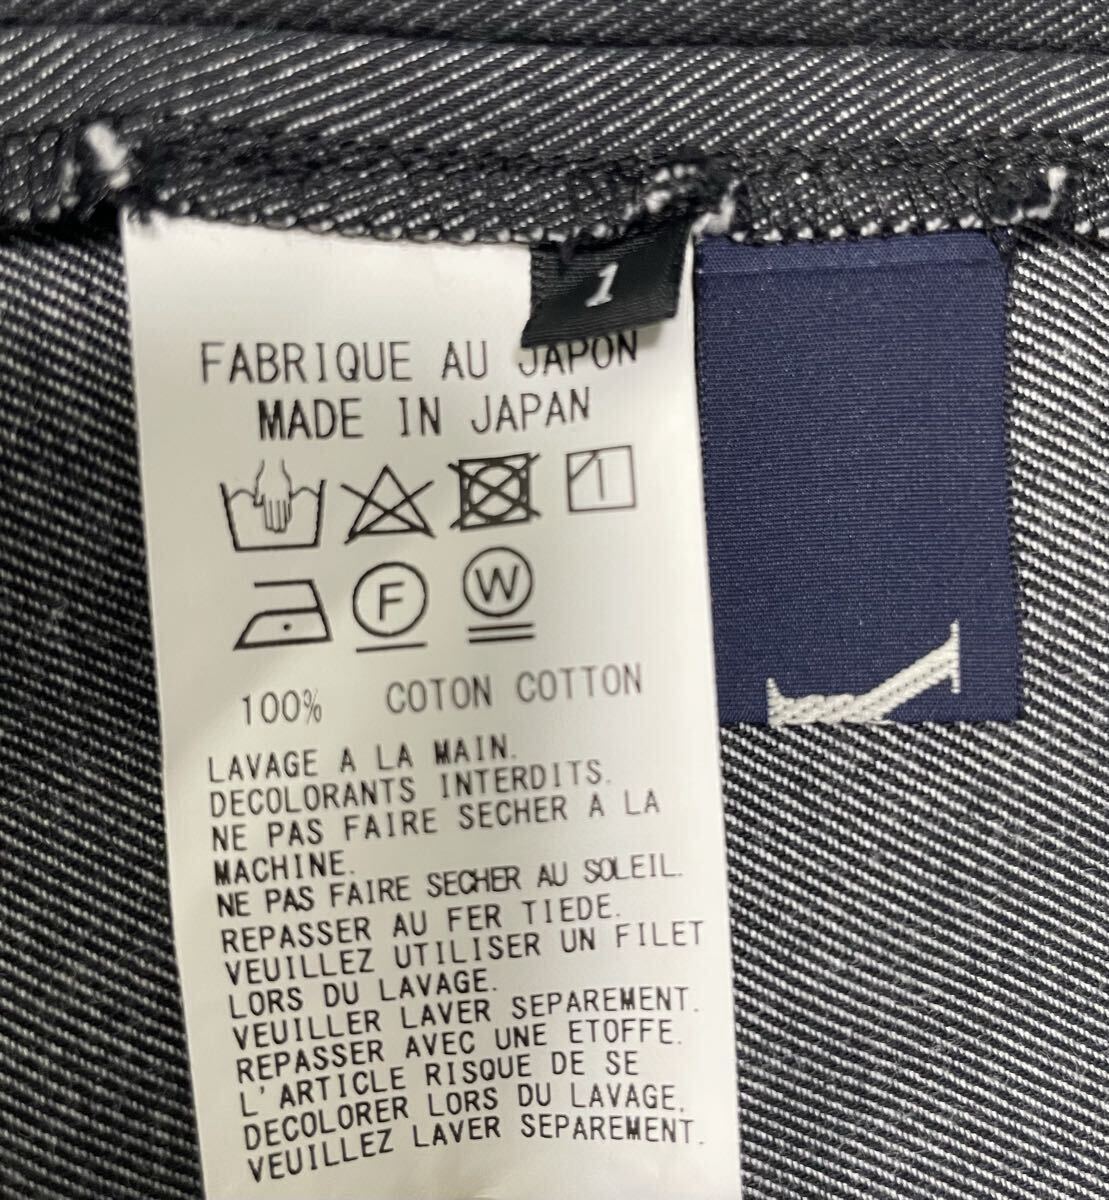 1
FABRIQUE AU JAPON
MADE IN JAPAN
F
W
100% COTON COTTON
LAVAGE A LA MAIN.
DECOLORANTS INTERDITS.
NE PAS FAIRE SECHER A LA
MACHINE.
NE PAS FAIRE SECHER AU SOLEIL.
REPASSER AU FER TIEDE.
VEUILLEZ UTILISER UN FILET
LORS DU LAVAGE.
VEUILLER LAVER SEPAREMENT.
REPASSER AVEC UNE ETOFFE.
L'ARTICLE RISQUE DE SE
DECOLORER LORS DU LAVAGE,
VEUILLEZ LAVER SEPAREMENT.